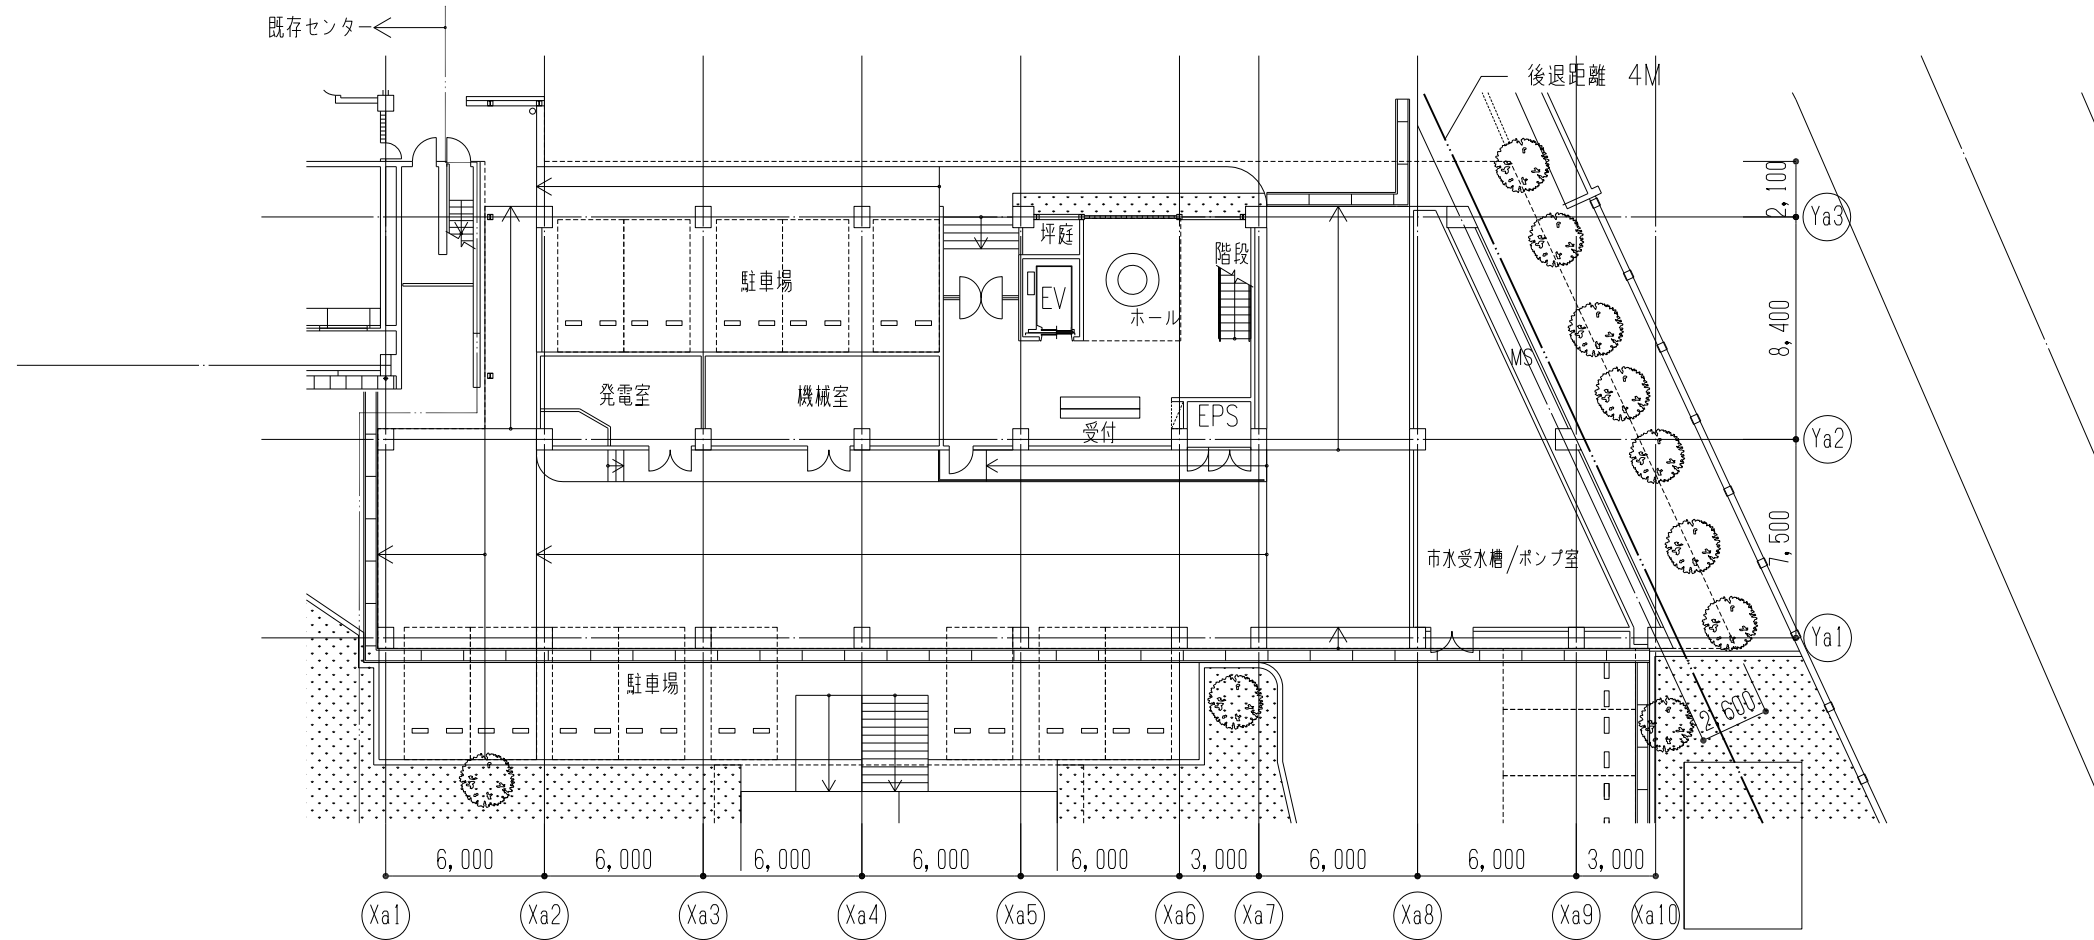 既存センター
後退距離 4M
2,100
Ya3
坪庭
階段
駐車場
EV
ホール
8,400
MS
発電室
機械室
受付
EPS
Ya2
7,500
市水受水槽/ポンプ室
Ya1
駐車場
2,600
6,000
6,000
6,000
6,000
6,000
3,000
6,000
6,000
3,000
Xa1
Xa2
Xa3
Xa4
Xa5
Xa6
Xa7
Xa8
Xa9
Xa10